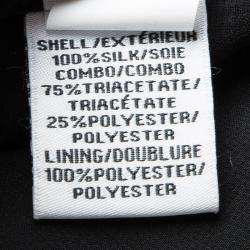 SHELL/EXTÉRIEUR
100%SILK/SOIE
COMBO/COMBO
75%TRIACETATE/
TRIACÉTATE
25%POLYESTER/
POLYESTER
LINING/DOUBLURE
100%POLYESTER/
POLYESTER